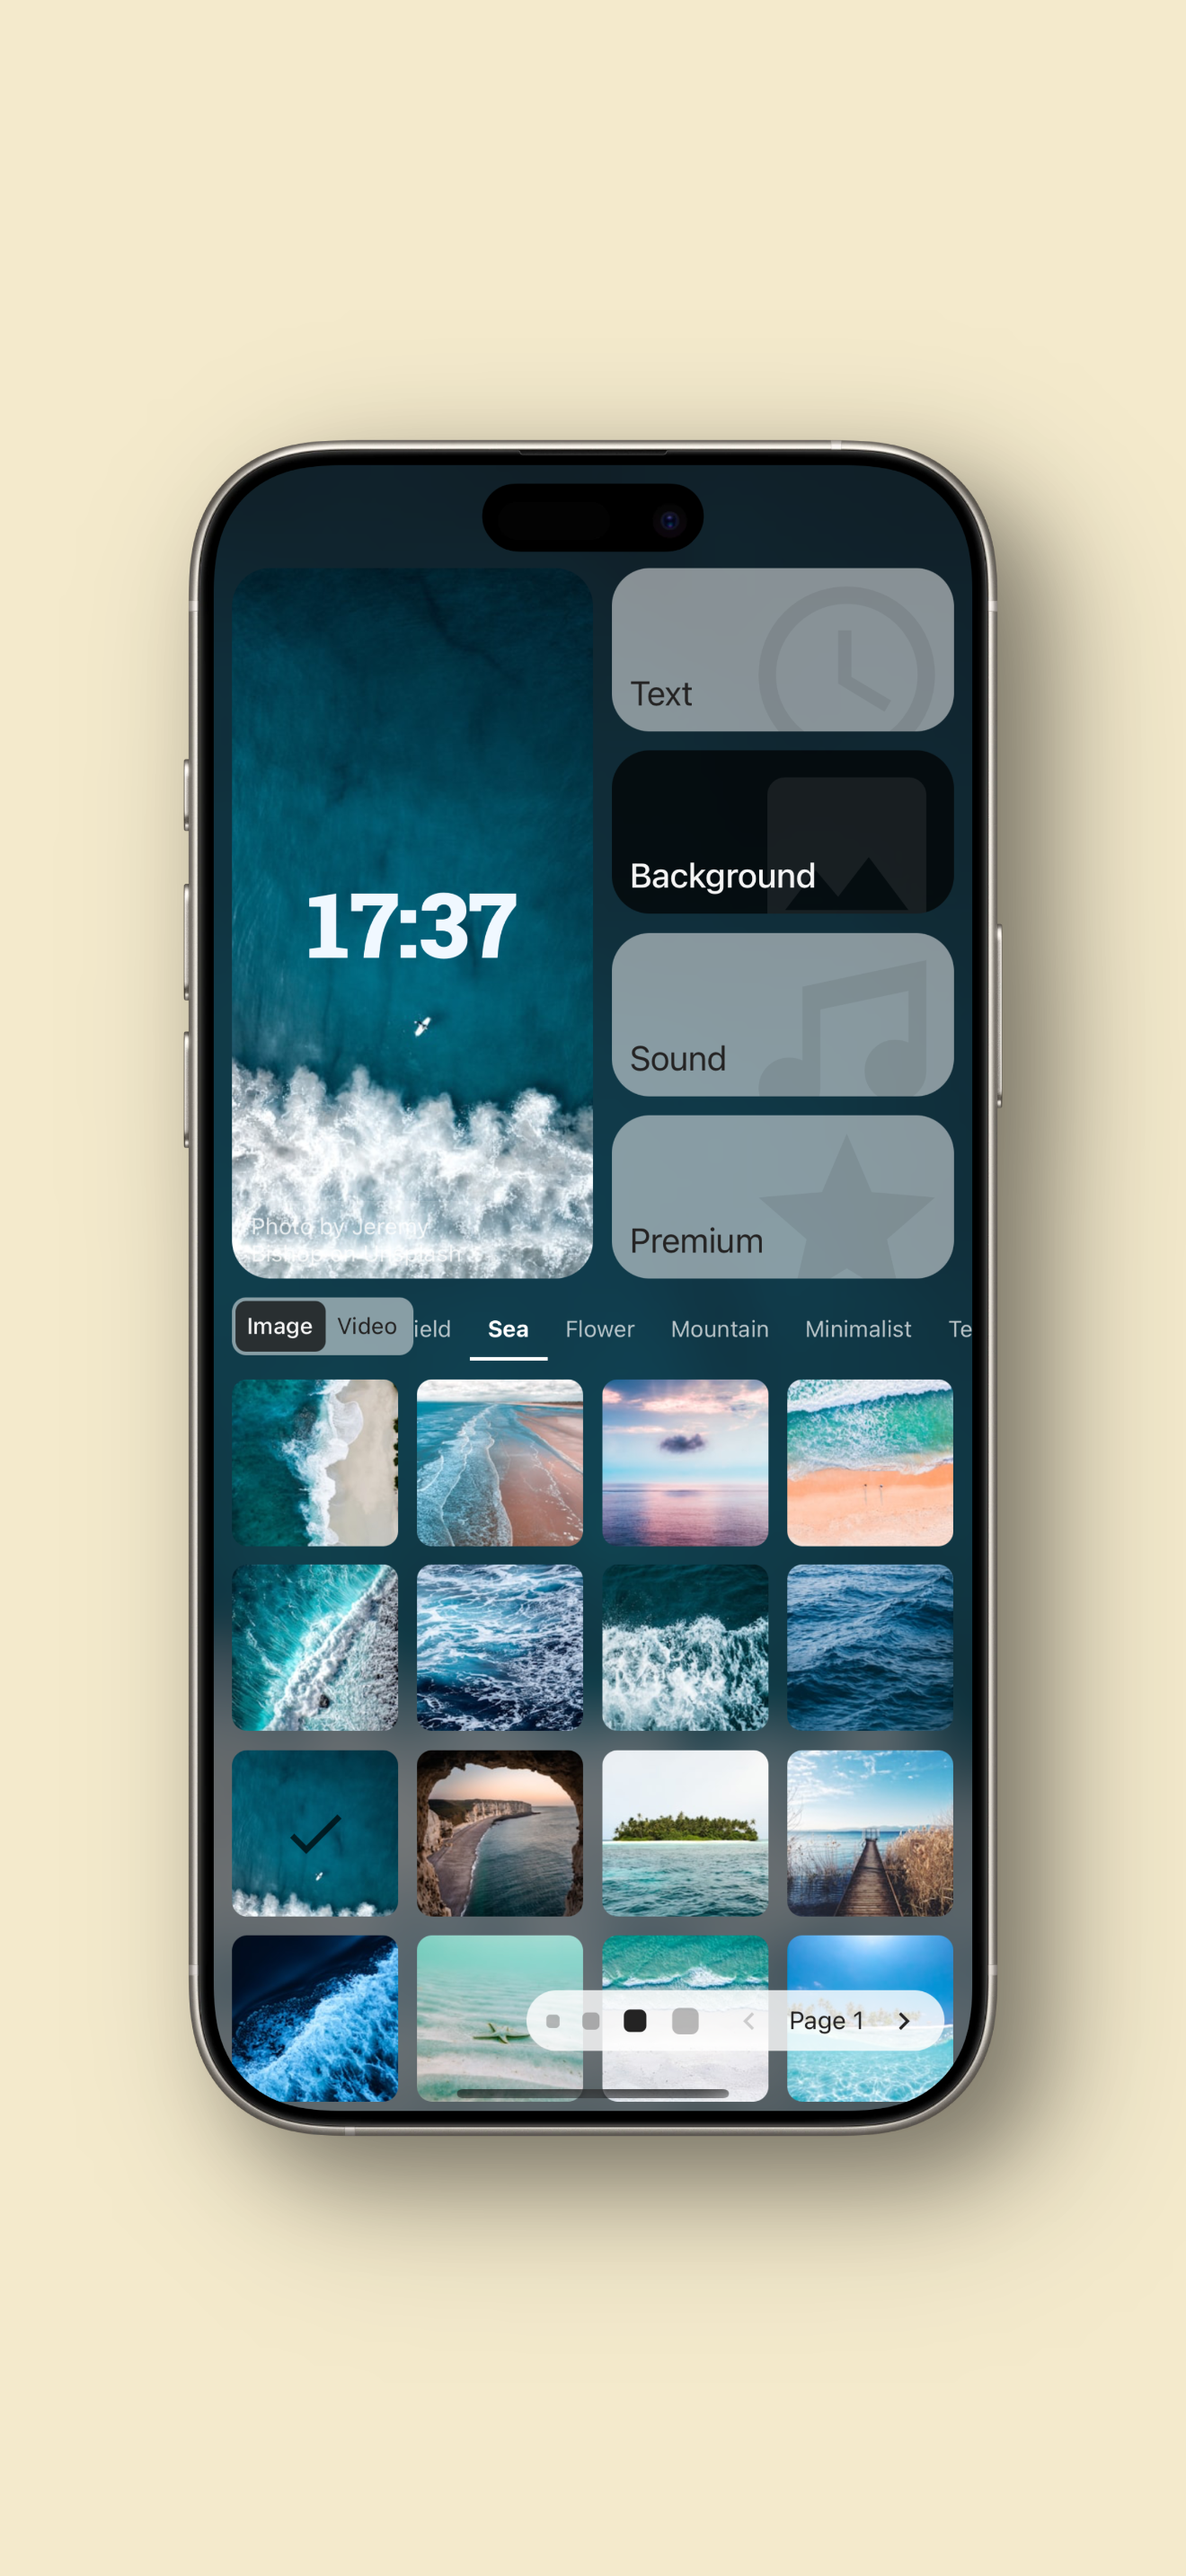 17:37
Photo by Jeremy
Bishop on Unsplash
Text
Background
Sound
Premium
Image Video ield Sea Flower Mountain Minimalist Te
Page 1